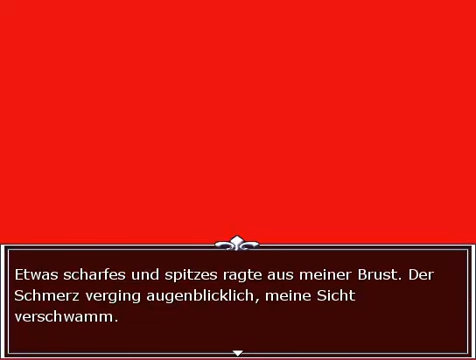 Etwas scharfes und spitzes ragte aus meiner Brust. Der
Schmerz verging augenblicklich, meine Sicht
verschwamm.